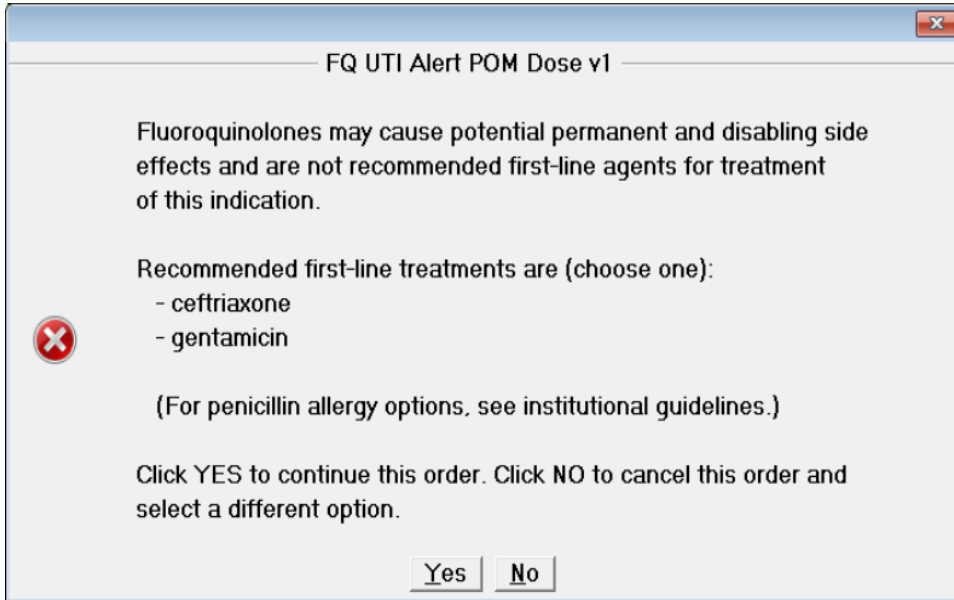 FQ UTI Alert POM Dose v1
Fluoroquinolones may cause potential permanent and disabling side
effects and are not recommended first-line agents for treatment
of this indication.
Recommended first-line treatments are (choose one):
- ceftriaxone
- gentamicin
(For penicillin allergy options, see institutional guidelines.)
Click YES to continue this order. Click NO to cancel this order and
select a different option.
Yes No